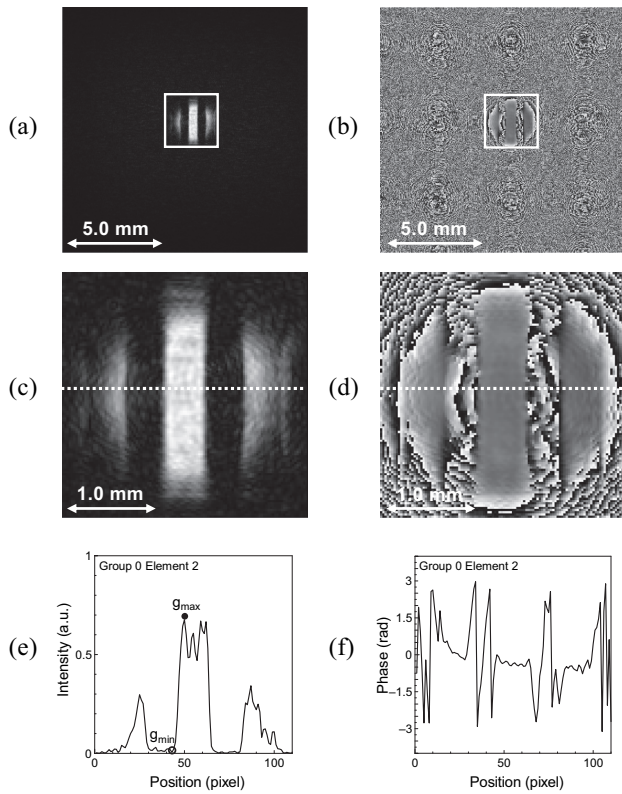 (a)
5.0 mm
(b)
5.0 mm
(c)
1.0 mm
(d)
1.0 mm
(e)
Group 0 Element 2
gmax
gmin
Intensity (a.u.)
1
0.5
0
0 50 100
Position (pixel)
(f)
Group 0 Element 2
Phase (rad)
3
1.5
0
−1.5
−3
0 50 100
Position (pixel)